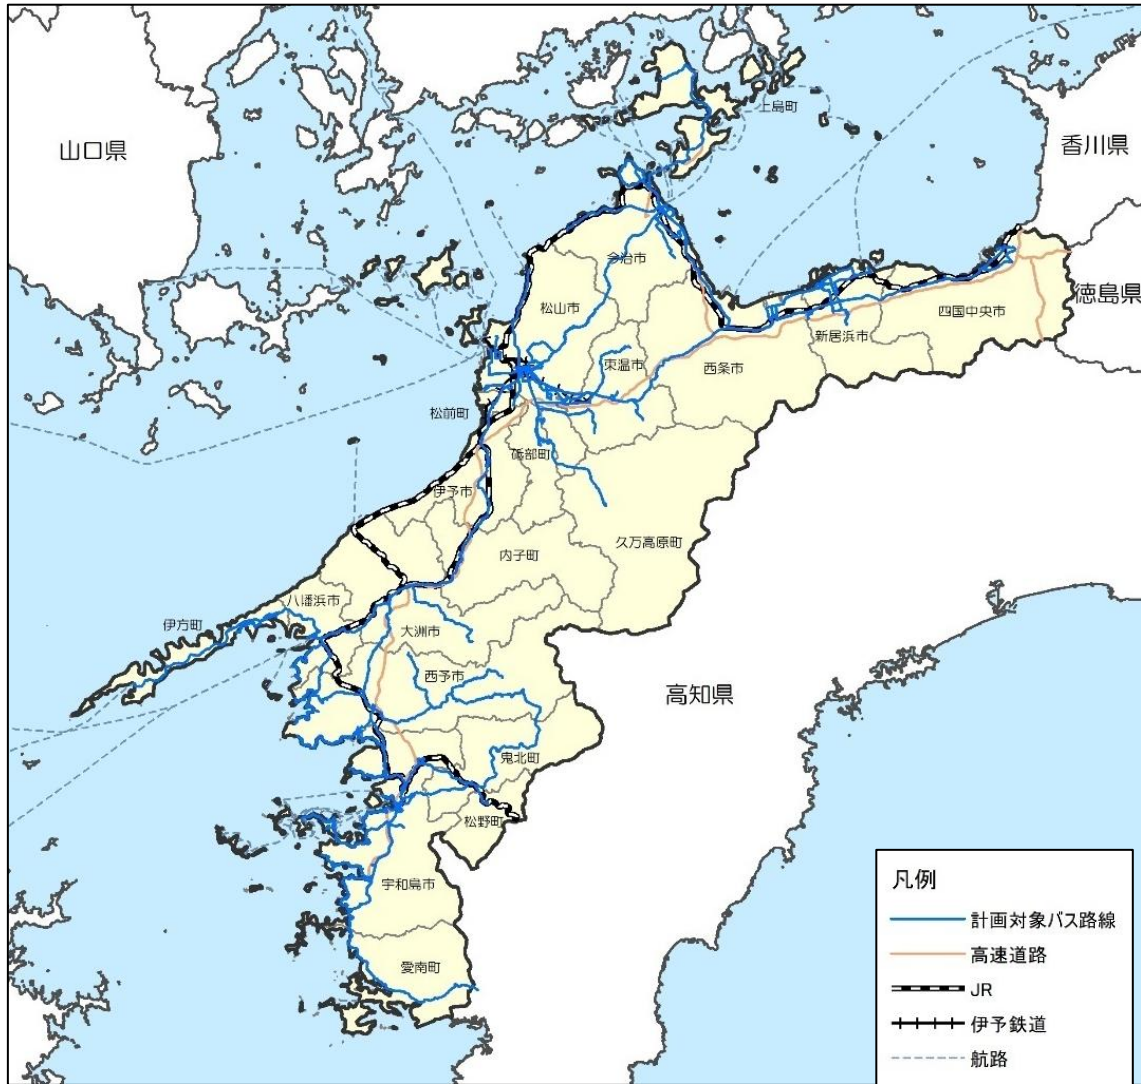 上島町
山口県
香川県
今治市
徳島県
松山市
四国中央市
新居浜市
東温市
西条市
松前町
砥部町
伊予市
久万高原町
内子町
八幡浜市
伊方町
大洲市
西予市
高知県
鬼北町
松野町
宇和島市
愛南町
凡例
計画対象バス路線
高速道路
JR
伊予鉄道
航路